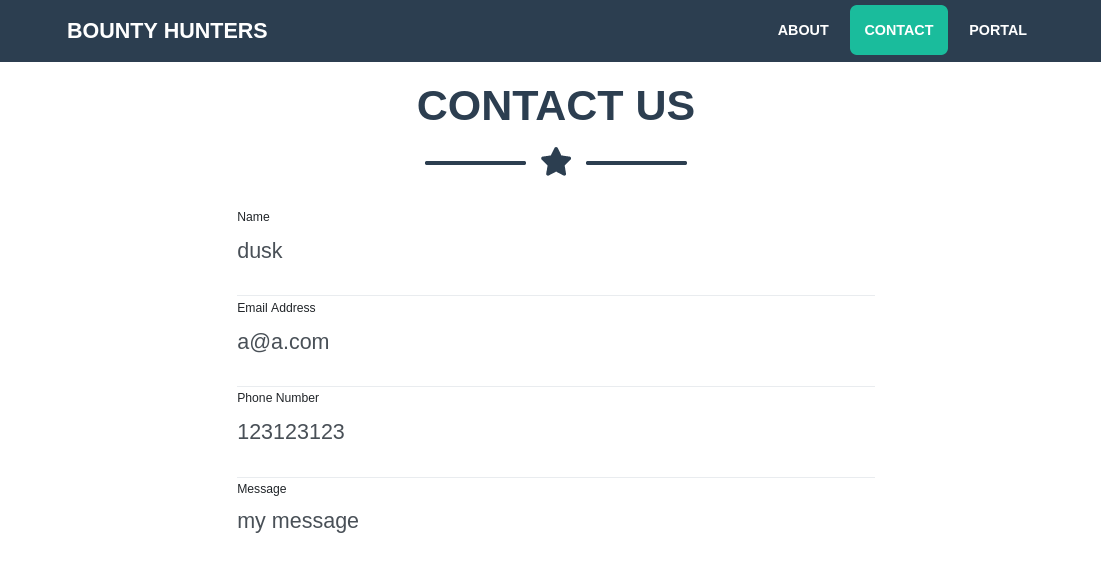 BOUNTY HUNTERS ABOUT CONTACT PORTAL
CONTACT US
Name
dusk
Email Address
a@a.com
Phone Number
123123123
Message
my message